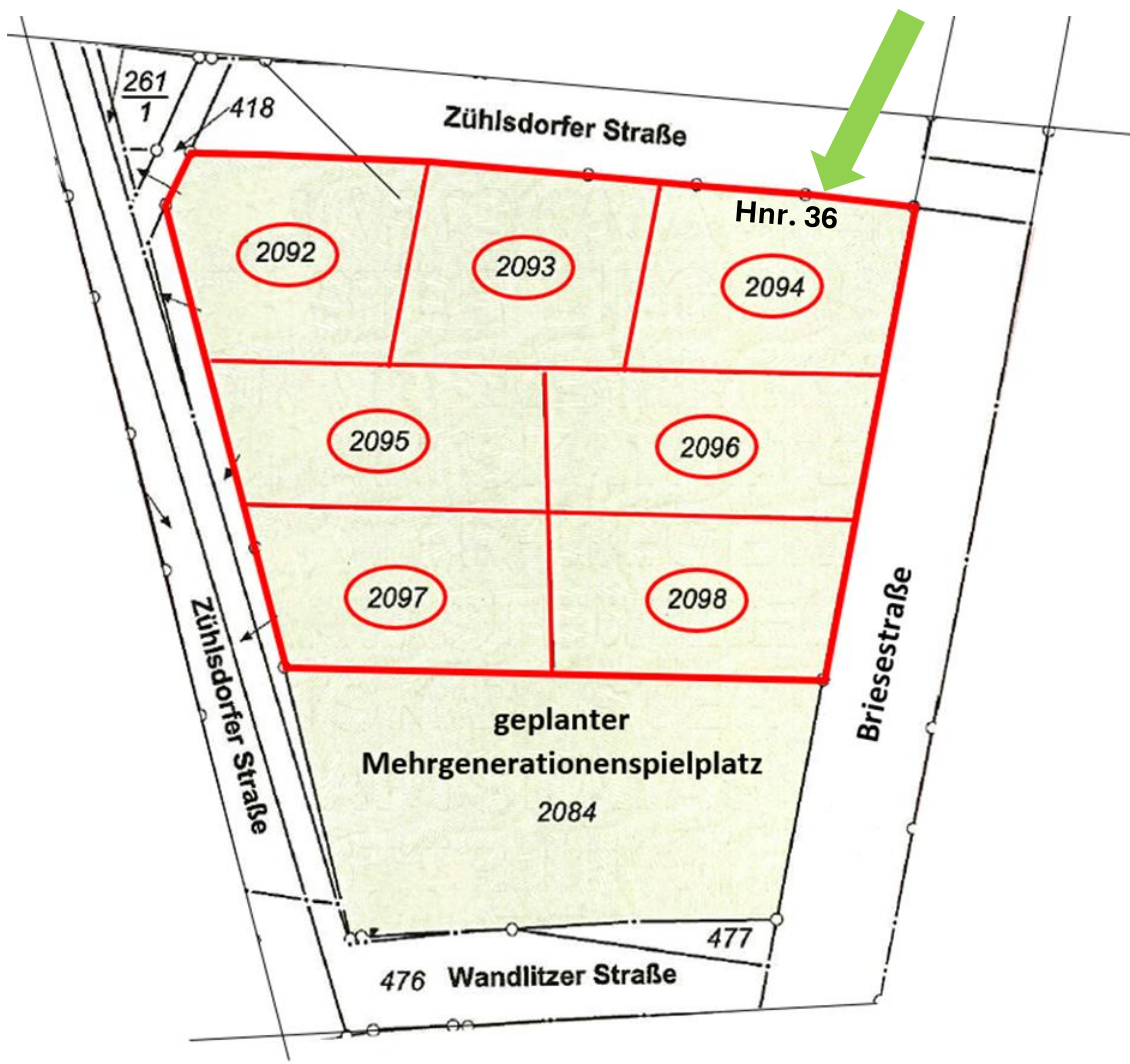 261
1
418
Zühlsdorfer Straße
Hnr. 36
2092
2093
2094
2095
2096
2097
2098
Zühlsdorfer Straße
Briesestraße
geplanter
Mehrgenerationenspielplatz
2084
477
476 Wandlitzer Straße